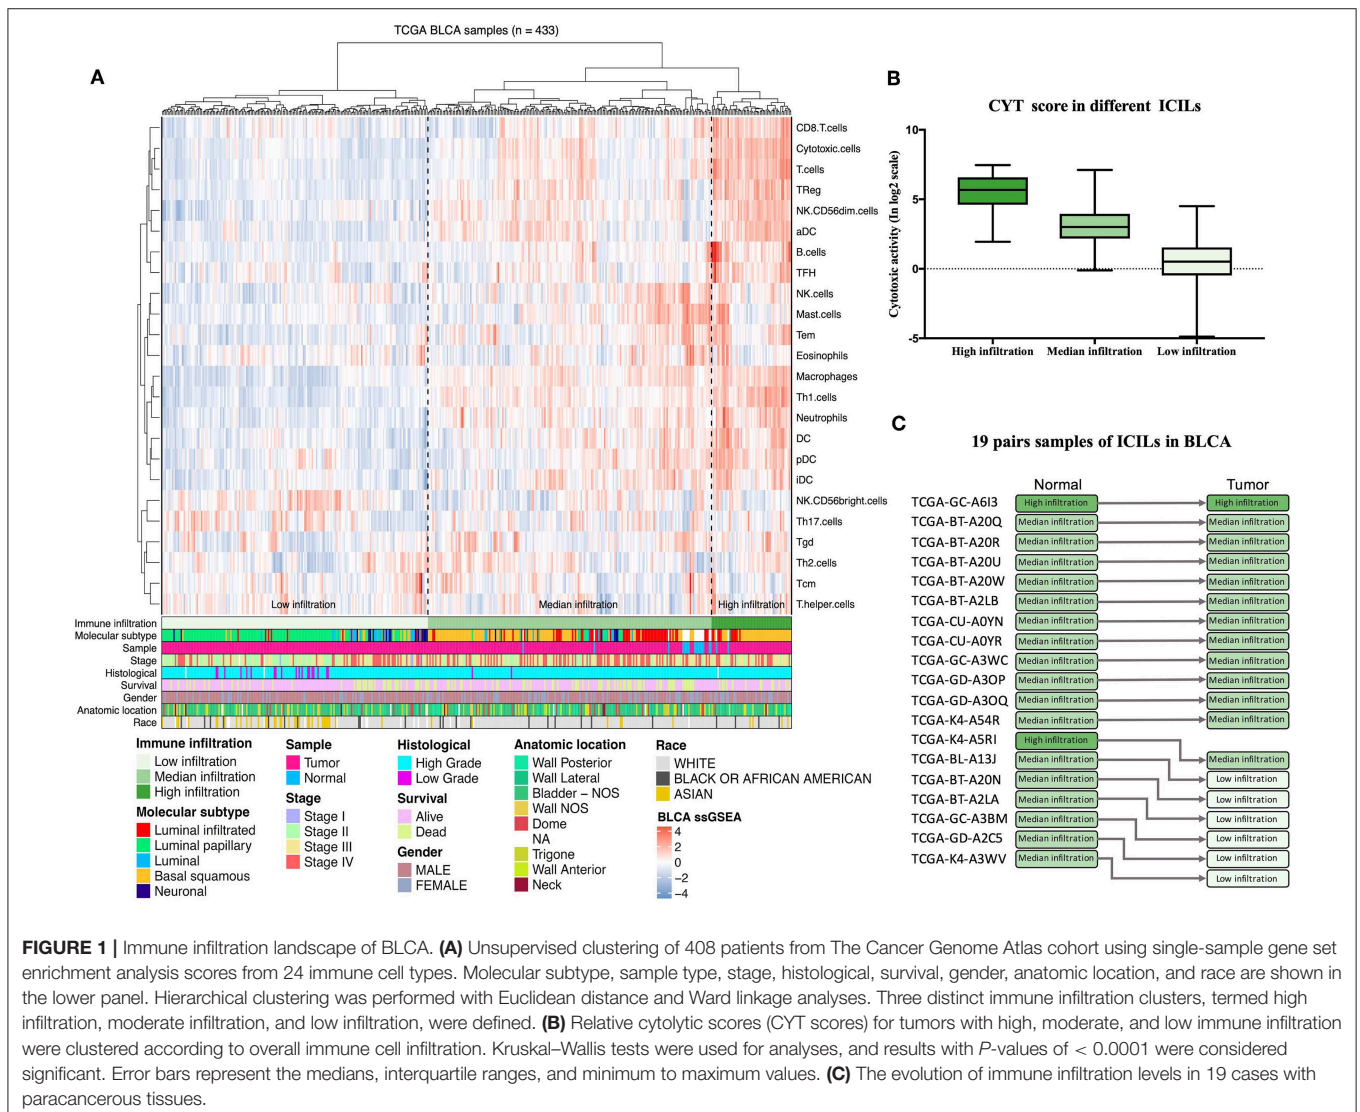 TCGA BLCA samples (n = 433)
A
CD8.T.cells
Cytotoxic.cells
T.cells
TReg
NK.CD56dim.cells
aDC
B.cells
TFH
NK.cells
Mast.cells
Tem
Eosinophils
Macrophages
Th1.cells
Neutrophils
DC
pDC
iDC
NK.CD56bright.cells
Th17.cells
Tgd
Th2.cells
Tcm
T.helper.cells
Low infiltration Median infiltration High infiltration
Immune infiltration
Molecular subtype
Sample
Stage
Histological
Survival
Gender
Anatomic location
Race
Immune infiltration
Low infiltration
Median infiltration
High infiltration
Molecular subtype
Luminal infiltrated
Luminal papillary
Luminal
Basal squamous
Neuronal
Sample
Tumor
Normal
Stage
Stage I
Stage II
Stage III
Stage IV
Histological
High Grade
Low Grade
Survival
Alive
Dead
Gender
MALE
FEMALE
Anatomic location
Wall Posterior
Wall Lateral
Bladder – NOS
Wall NOS
Dome
NA
Trigone
Wall Anterior
Neck
Race
WHITE
BLACK OR AFRICAN AMERICAN
ASIAN
BLCA ssGSEA
4
2
0
−2
−4
B
CYT score in different ICILs
Cytotoxic activity (In log2 scale)
10
5
0
-5
High infiltration Median infiltration Low infiltration
C
19 pairs samples of ICILs in BLCA
Normal Tumor
TCGA-GC-A6I3 High infiltration High infiltration
TCGA-BT-A20Q Median infiltration Median infiltration
TCGA-BT-A20R Median infiltration Median infiltration
TCGA-BT-A20U Median infiltration Median infiltration
TCGA-BT-A20W Median infiltration Median infiltration
TCGA-BT-A2LB Median infiltration Median infiltration
TCGA-CU-A0YN Median infiltration Median infiltration
TCGA-CU-A0YR Median infiltration Median infiltration
TCGA-GC-A3WC Median infiltration Median infiltration
TCGA-GD-A3OP Median infiltration Median infiltration
TCGA-GD-A3OQ Median infiltration Median infiltration
TCGA-K4-A54R Median infiltration Median infiltration
TCGA-K4-A5RI High infiltration
TCGA-BL-A13J Median infiltration Median infiltration
TCGA-BT-A20N Median infiltration Low infiltration
TCGA-BT-A2LA Median infiltration Low infiltration
TCGA-GC-A3BM Median infiltration Low infiltration
TCGA-GD-A2C5 Median infiltration Low infiltration
TCGA-K4-A3WV Median infiltration Low infiltration
Low infiltration
FIGURE 1 | Immune infiltration landscape of BLCA. (A) Unsupervised clustering of 408 patients from The Cancer Genome Atlas cohort using single-sample gene set
enrichment analysis scores from 24 immune cell types. Molecular subtype, sample type, stage, histological, survival, gender, anatomic location, and race are shown in
the lower panel. Hierarchical clustering was performed with Euclidean distance and Ward linkage analyses. Three distinct immune infiltration clusters, termed high
infiltration, moderate infiltration, and low infiltration, were defined. (B) Relative cytolytic scores (CYT scores) for tumors with high, moderate, and low immune infiltration
were clustered according to overall immune cell infiltration. Kruskal–Wallis tests were used for analyses, and results with P-values of < 0.0001 were considered
significant. Error bars represent the medians, interquartile ranges, and minimum to maximum values. (C) The evolution of immune infiltration levels in 19 cases with
paracancerous tissues.